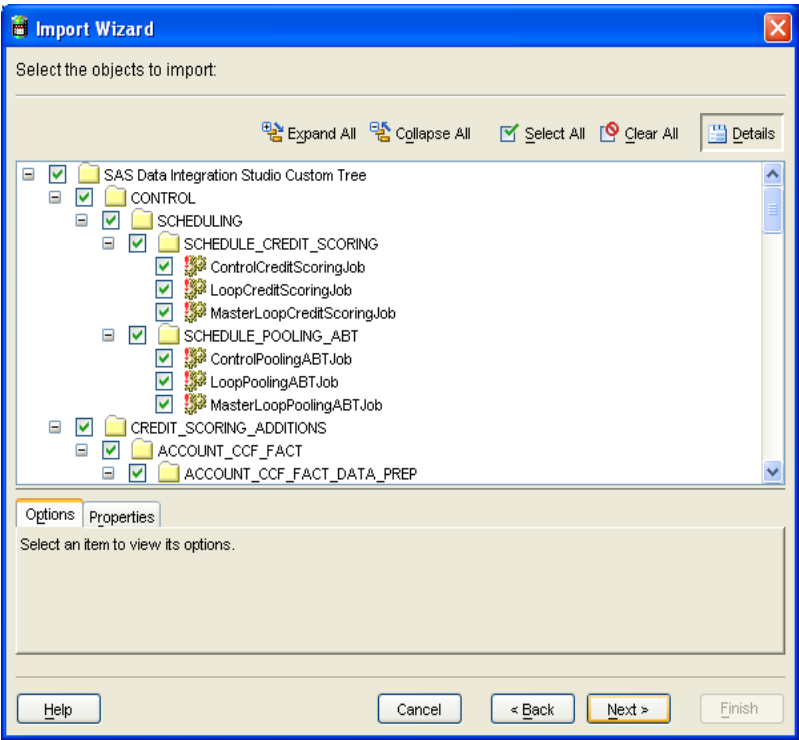 Import Wizard
Select the objects to import:
Expand All Collapse All Select All Clear All Details
SAS Data Integration Studio Custom Tree
CONTROL
SCHEDULING
SCHEDULE_CREDIT_SCORING
ControlCreditScoringJob
LoopCreditScoringJob
MasterLoopCreditScoringJob
SCHEDULE_POOLING_ABT
ControlPoolingABTJob
LoopPoolingABTJob
MasterLoopPoolingABTJob
CREDIT_SCORING_ADDITIONS
ACCOUNT_CCF_FACT
ACCOUNT_CCF_FACT_DATA_PREP
Options Properties
Select an item to view its options.
Help Cancel < Back Next > Finish